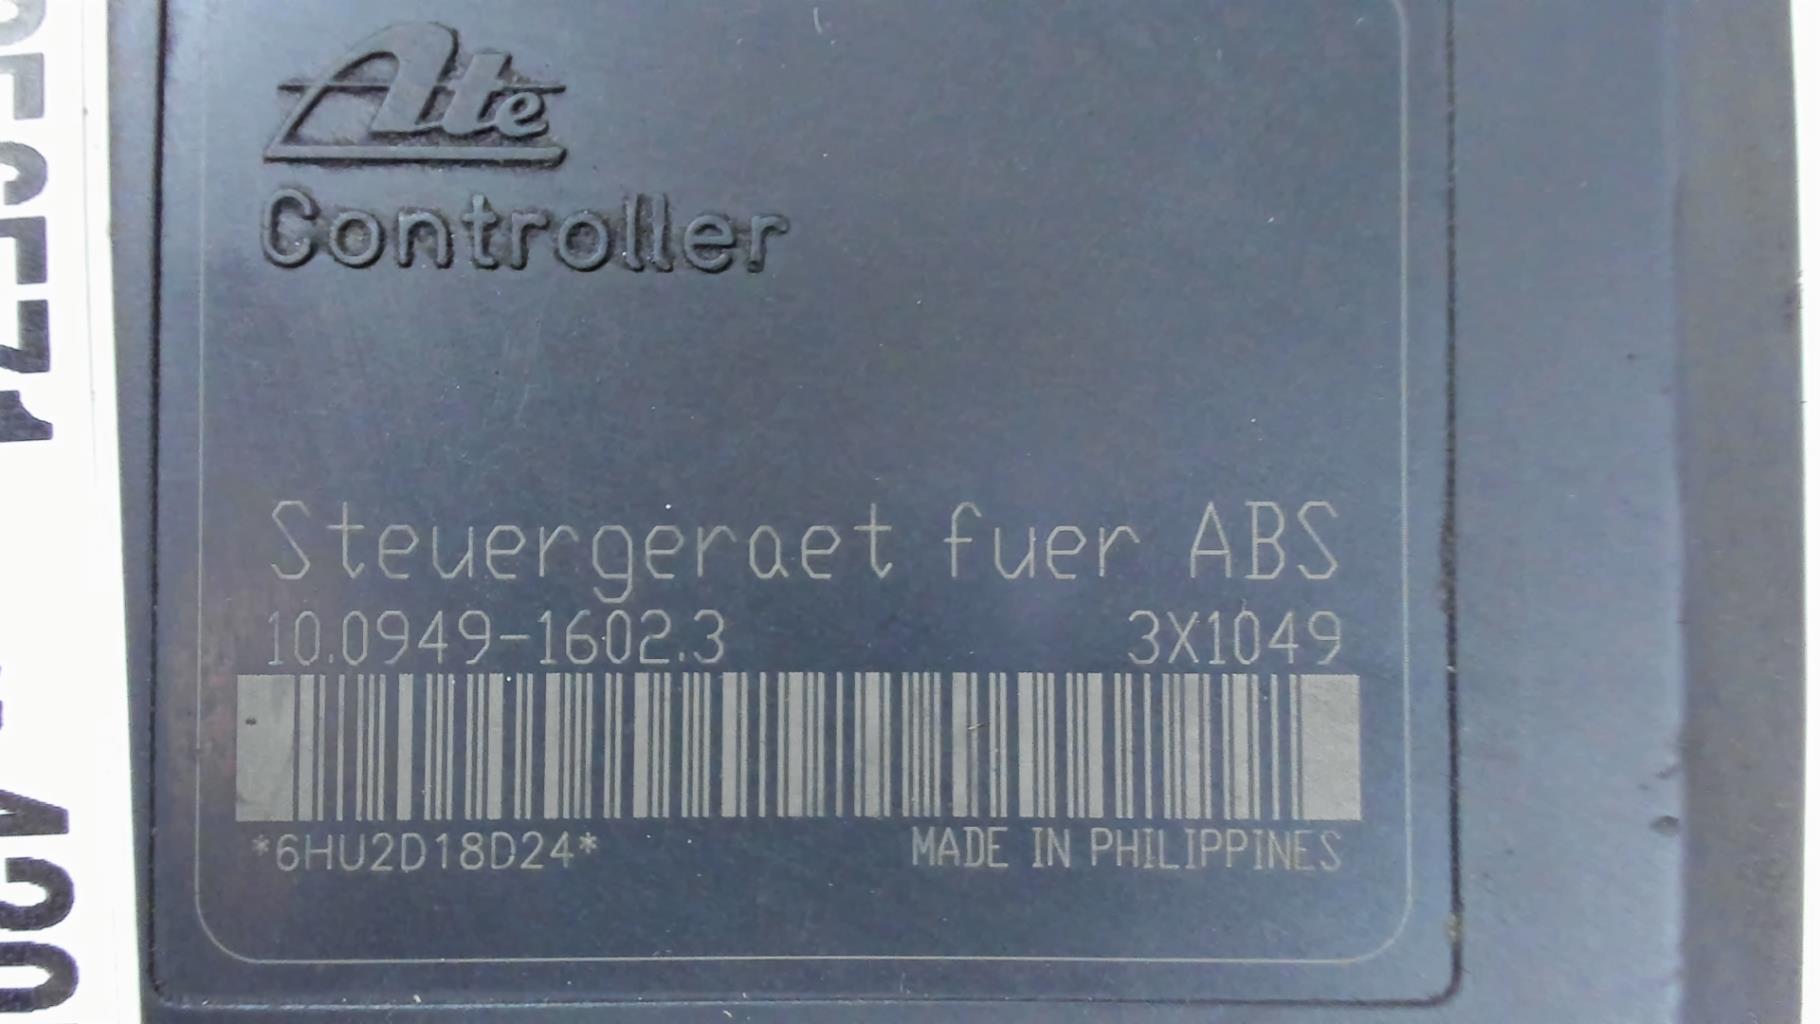 Ate
Controller
Steuergeraet fuer ABS
10.0949-1602.3 3X1049
*6HU2D18D24* MADE IN PHILIPPINES